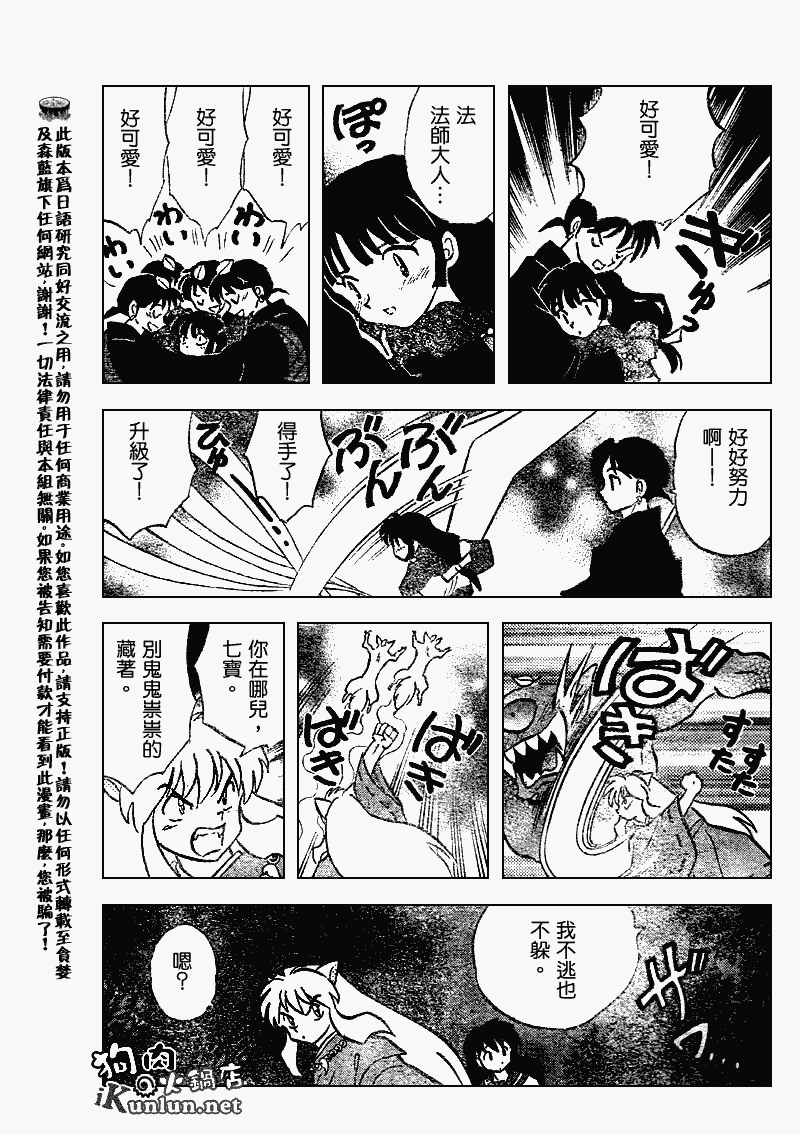 好可愛！
ぎゅっ
法
師大人…
ぽっ
好可愛！
好可愛！
好可愛！
わーい
わーい
好好努力
啊─！
ぶん
ぶん
得手了！
ひゅー
升級了！
ばき
すた
すた
ばき
ばき
你在哪兒，
七寶。
別鬼鬼祟祟的
藏著。
我不逃也
不躲。
ザッ…
嗯？
此版本爲日語研究同好交流之用，請勿用于任何商業用途。如您喜歡此作品，請支持正版！請勿以任何形式轉載至貪婪
及森藍旗下任何網站，謝謝！一切法律責任與本組無關。如果您被告知需要付款才能看到此漫畫，那麽，您被騙了！
狗肉火鍋店
iKunlun.net